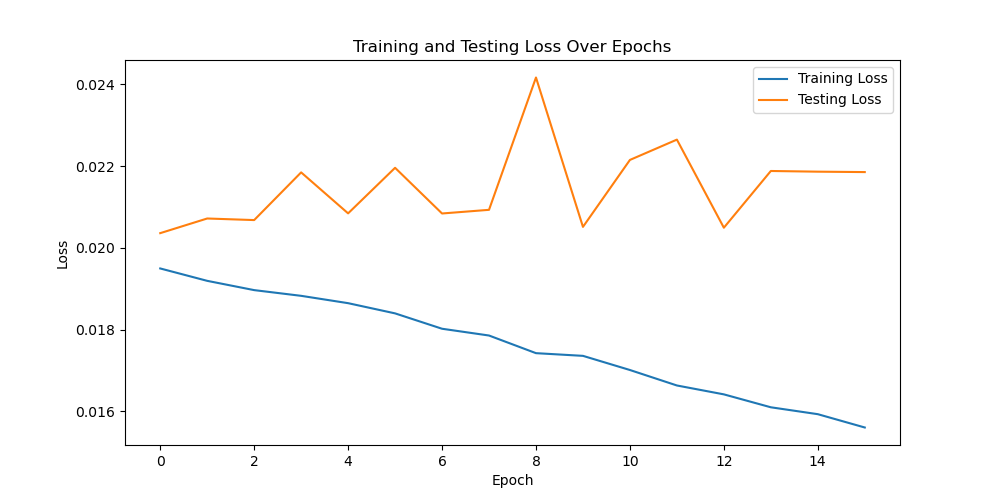 Training and Testing Loss Over Epochs
Training Loss
Testing Loss
0.024
0.022
0.020
0.018
0.016
Loss
0 2 4 6 8 10 12 14
Epoch